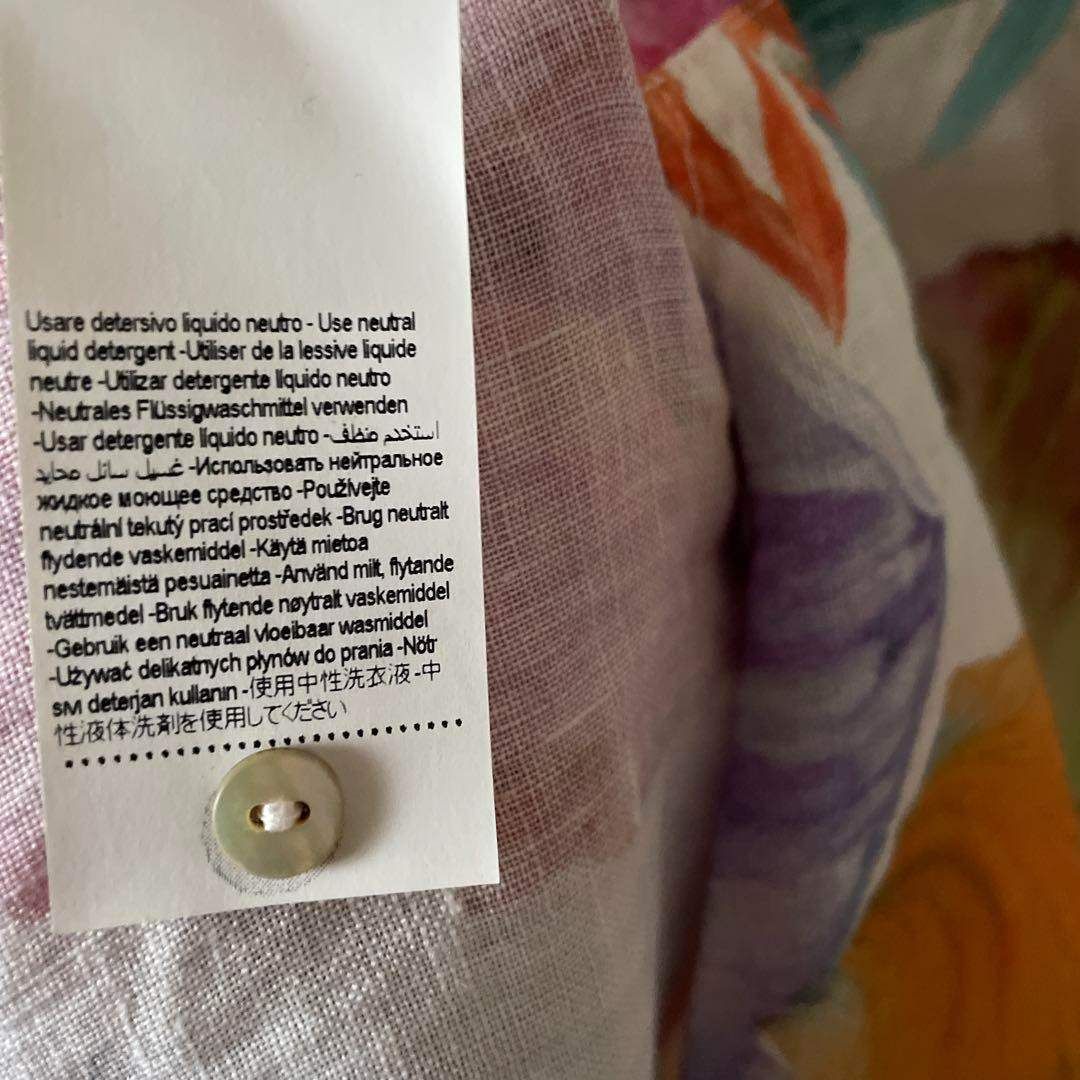 Usare detersivo liquido neutro - Use neutral
liquid detergent -Utiliser de la lessive liquide
neutre -Utilizar detergente líquido neutro
-Neutrales Flüssigwaschmittel verwenden
-Usar detergente líquido neutro -استخدم منظف
غسيل سائل محايد -Использовать нейтральное
жидкое моющее средство -Používejte
neutrální tekutý prací prostředek -Brug neutralt
flydende vaskemiddel -Käytä mietoa
nestemäistä pesuainetta -Använd milt, flytande
tvättmedel -Bruk flytende nøytralt vaskemiddel
-Gebruik een neutraal vloeibaar wasmiddel
-Używać delikatnych płynów do prania -Nötr
sıvı deterjan kullanın -使用中性洗衣液 -中
性液体洗剤を使用してください